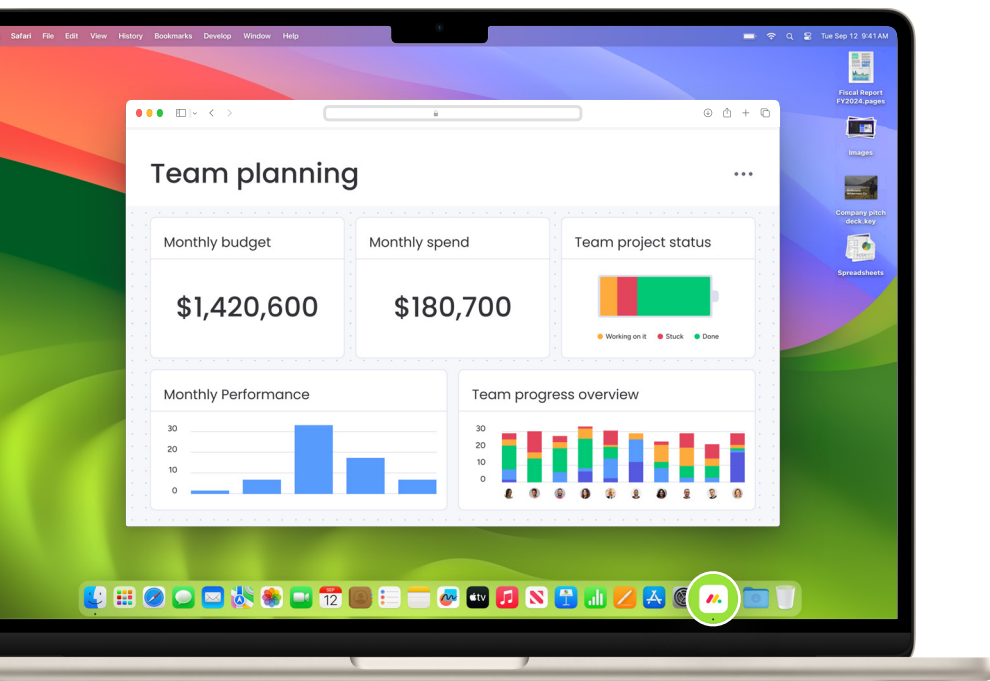 Safari File Edit View History Bookmarks Develop Window Help
Tue Sep 12 9:41 AM
Fiscal Report
FY2024.pages
Images
Company pitch
deck.key
Spreadsheets
Team planning
Monthly budget
$1,420,600
Monthly spend
$180,700
Team project status
Working on it Stuck Done
Monthly Performance
30
20
10
0
Team progress overview
30
20
10
0
SEP
12
tv